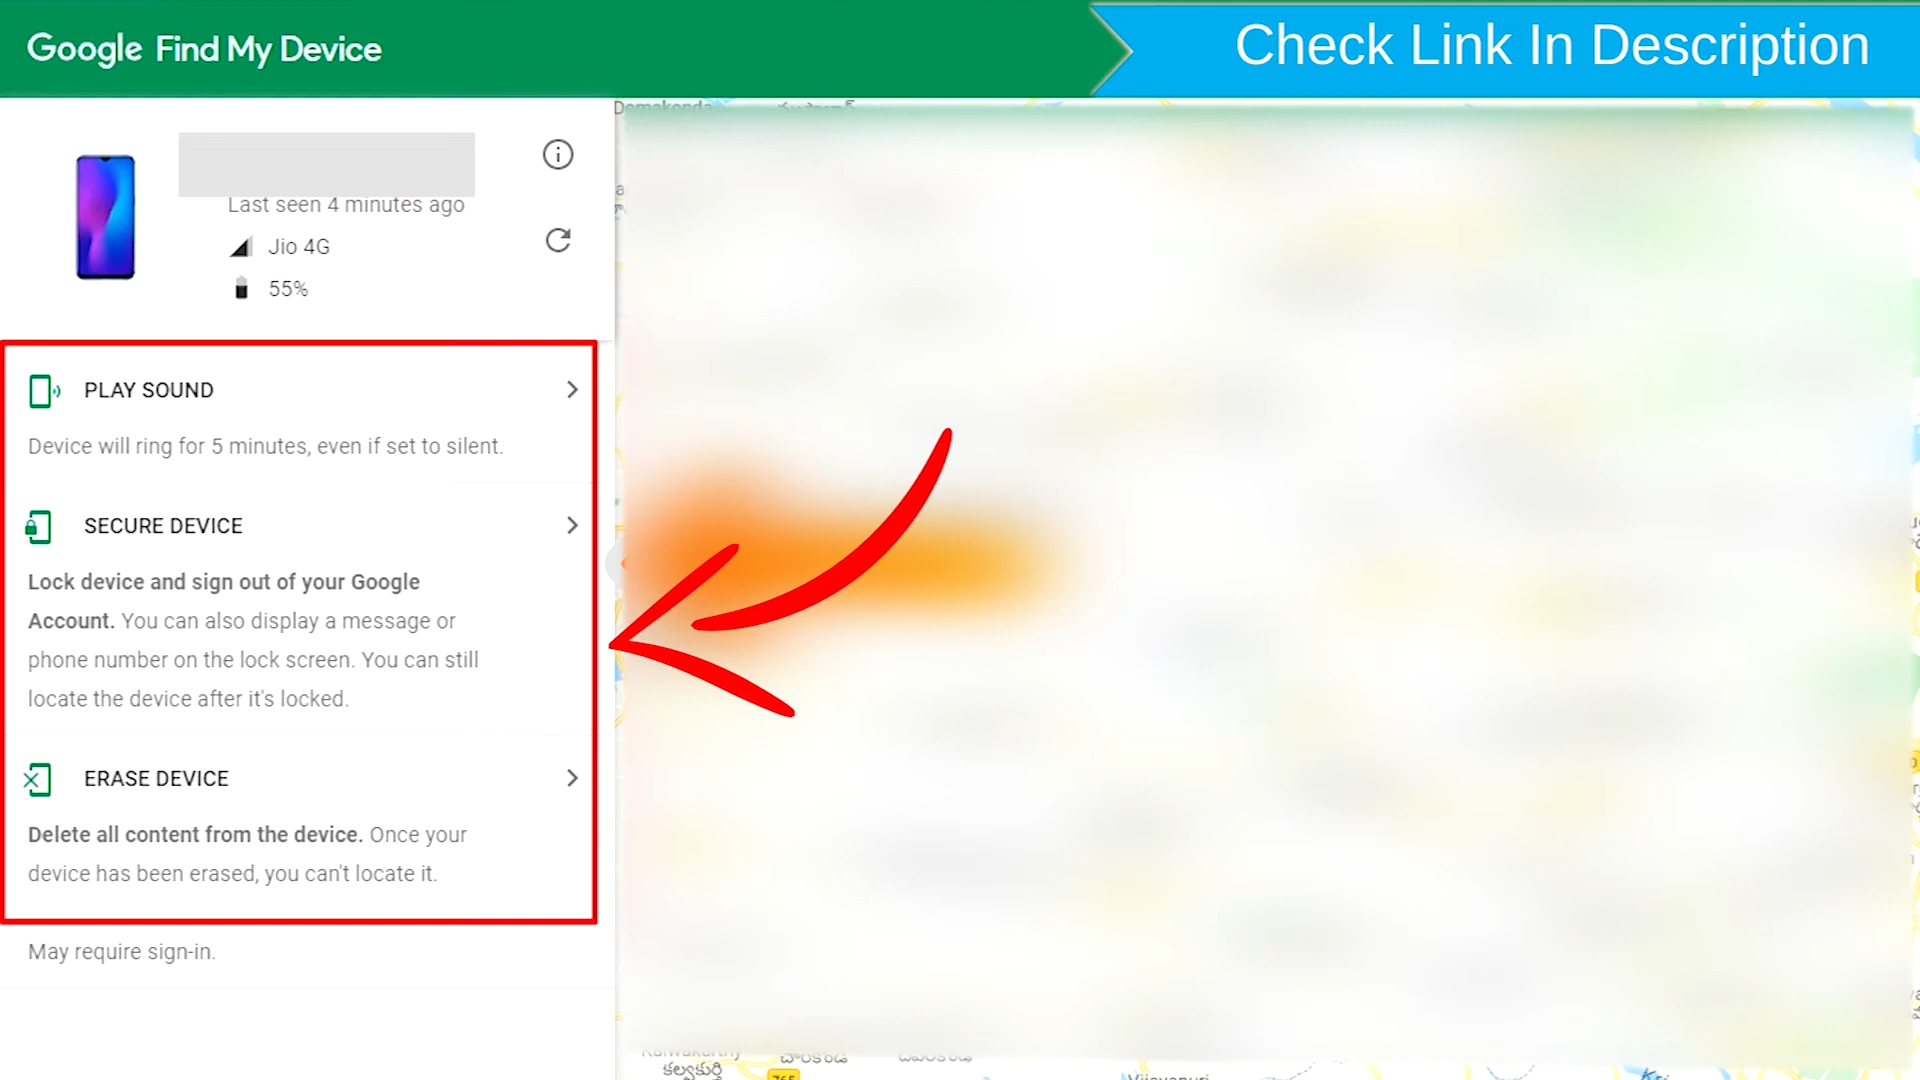 Google Find My Device
Check Link In Description
Domakonda
Last seen 4 minutes ago
Jio 4G
55%
PLAY SOUND
Device will ring for 5 minutes, even if set to silent.
SECURE DEVICE
Lock device and sign out of your Google
Account. You can also display a message or
phone number on the lock screen. You can still
locate the device after it's locked.
ERASE DEVICE
Delete all content from the device. Once your
device has been erased, you can't locate it.
May require sign-in.
కల్వకుర్తి
765